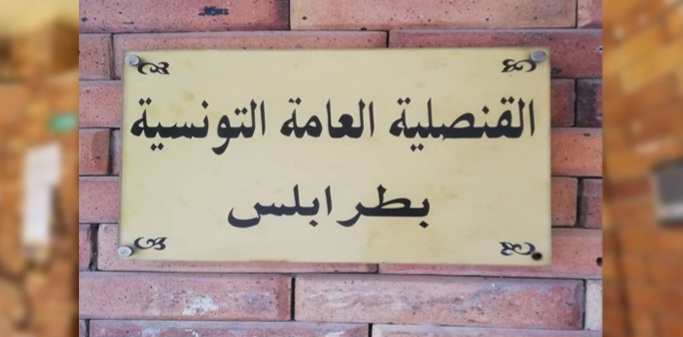 القنصلية العامة التونسية
بطرابلس